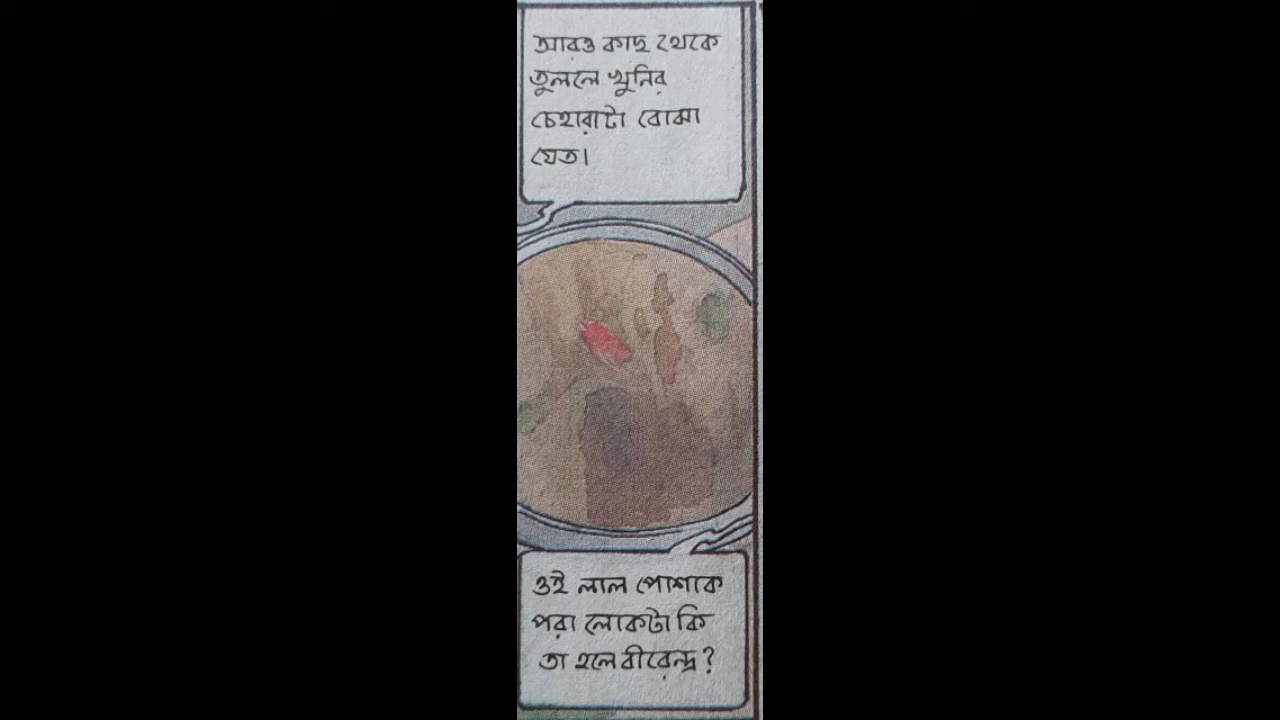 আরও কাছ থেকে
তুললে খুনির
চেহারাটা বোঝা
যেত।
ওই লাল পোশাক
পরা লোকটা কি
তা হলে বীরেন্দ্র?